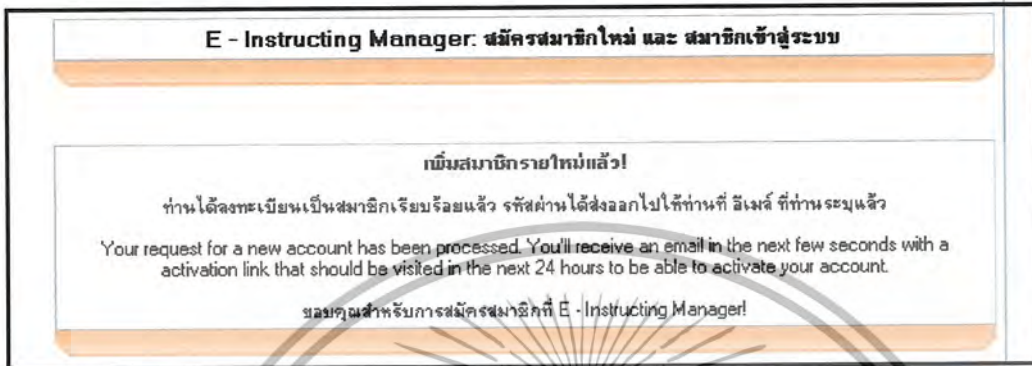 E - Instructing Manager: สมัครสมาชิกใหม่ และ สมาชิกเข้าสู่ระบบ
เพิ่มสมาชิกรายใหม่แล้ว!
ท่านได้ลงทะเบียนเป็นสมาชิกเรียบร้อยแล้ว รหัสผ่านได้ส่งออกไปให้ท่านที่ อีเมล์ ที่ท่านระบุแล้ว
Your request for a new account has been processed. You'll receive an email in the next few seconds with a
activation link that should be visited in the next 24 hours to be able to activate your account.
ขอบคุณสำหรับการสมัครสมาชิกที่ E - Instructing Manager!